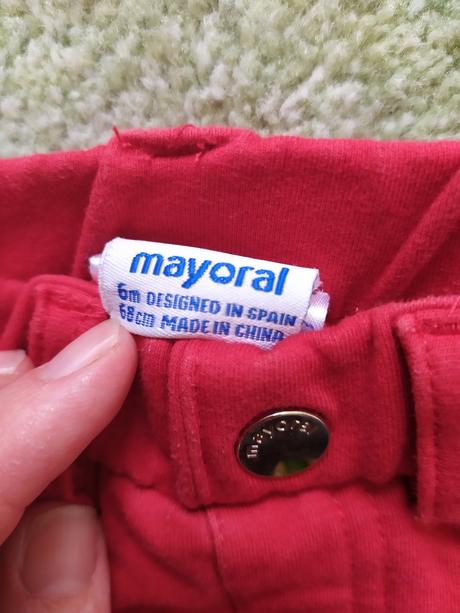 mayoral
6m DESIGNED IN SPAIN
68cm MADE IN CHINA
mayoral